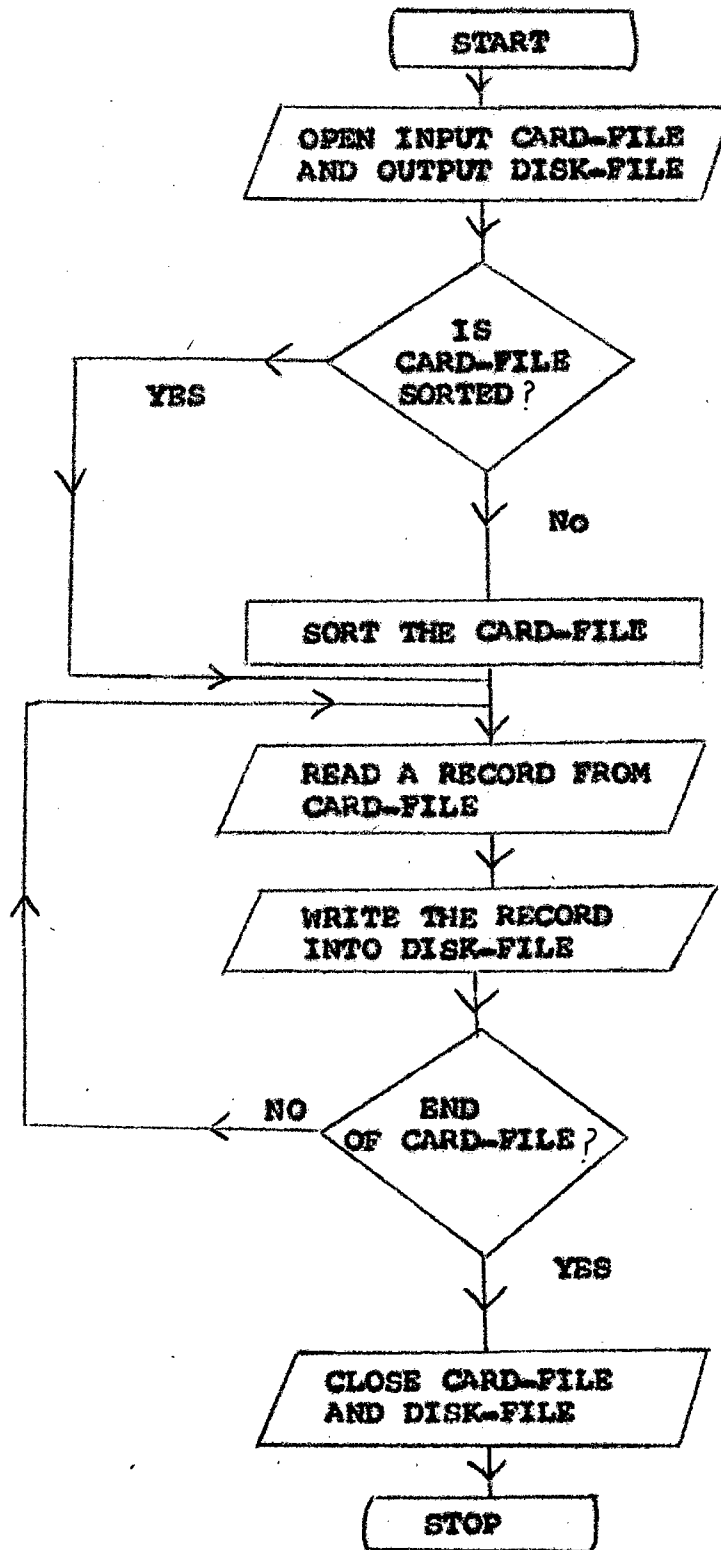 START
OPEN INPUT CARD-FILE
AND OUTPUT DISK-FILE
IS
CARD-FILE
SORTED?
YES
No
SORT THE CARD-FILE
READ A RECORD FROM
CARD-FILE
WRITE THE RECORD
INTO DISK-FILE
NO
END
OF CARD-FILE?
YES
CLOSE CARD-FILE
AND DISK-FILE
STOP